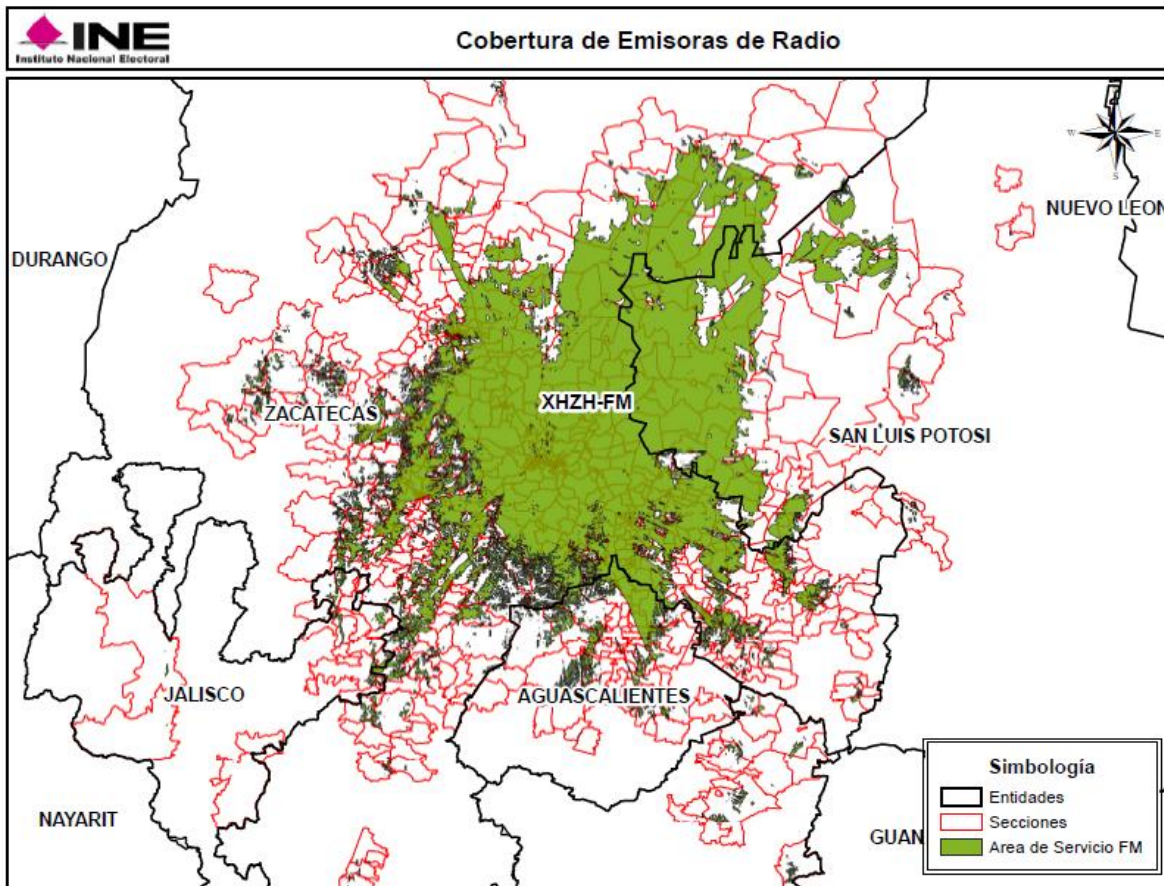 INE
Instituto Nacional Electoral
Cobertura de Emisoras de Radio
N
W E
S
NUEVO LEON
DURANGO
XHZH-FM
ZACATECAS
SAN LUIS POTOSI
JALISCO
AGUASCALIENTES
NAYARIT
GUAN
Simbología
Entidades
Secciones
Area de Servicio FM